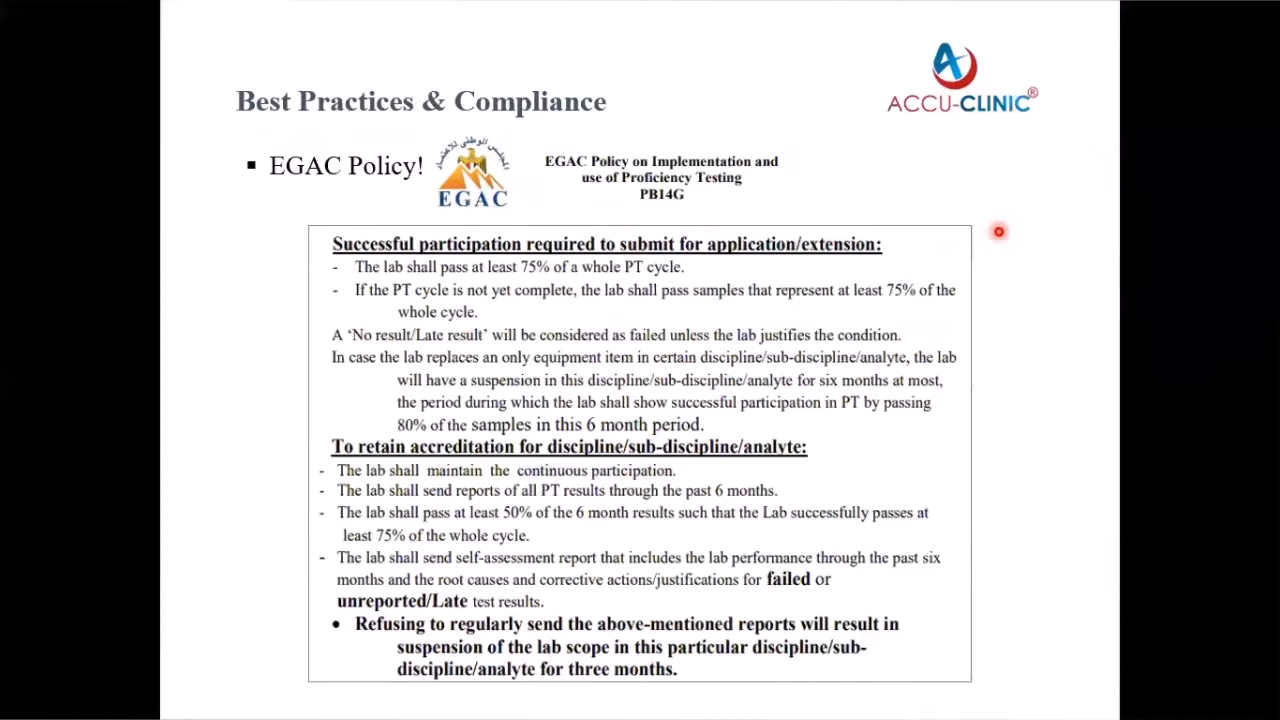 Best Practices & Compliance
ACCU-CLINIC®
▪ EGAC Policy!
المجلس الوطني للاعتماد
EGAC
EGAC Policy on Implementation and
use of Proficiency Testing
PB14G
Successful participation required to submit for application/extension:
- The lab shall pass at least 75% of a whole PT cycle.
- If the PT cycle is not yet complete, the lab shall pass samples that represent at least 75% of the
whole cycle.
A ‘No result/Late result’ will be considered as failed unless the lab justifies the condition.
In case the lab replaces an only equipment item in certain discipline/sub-discipline/analyte, the lab
will have a suspension in this discipline/sub-discipline/analyte for six months at most,
the period during which the lab shall show successful participation in PT by passing
80% of the samples in this 6 month period.
To retain accreditation for discipline/sub-discipline/analyte:
- The lab shall maintain the continuous participation.
- The lab shall send reports of all PT results through the past 6 months.
- The lab shall pass at least 50% of the 6 month results such that the Lab successfully passes at
least 75% of the whole cycle.
- The lab shall send self-assessment report that includes the lab performance through the past six
months and the root causes and corrective actions/justifications for failed or
unreported/Late test results.
• Refusing to regularly send the above-mentioned reports will result in
suspension of the lab scope in this particular discipline/sub-
discipline/analyte for three months.